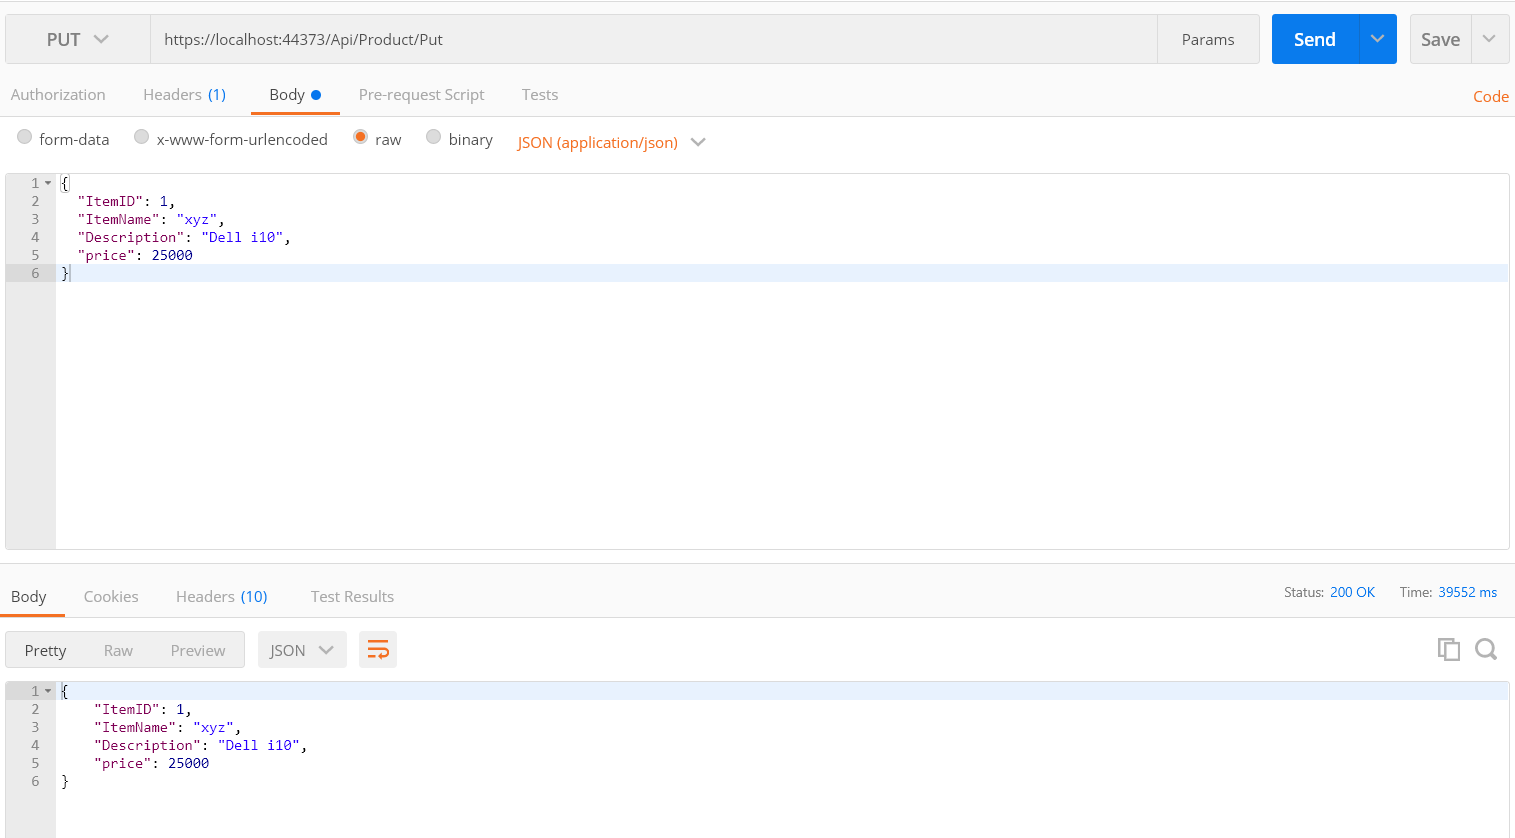 PUT https://localhost:44373/Api/Product/Put Params Send Save
Authorization Headers (1) Body Pre-request Script Tests Code
form-data x-www-form-urlencoded raw binary JSON (application/json)
1 {
2 "ItemID": 1,
3 "ItemName": "xyz",
4 "Description": "Dell i10",
5 "price": 25000
6 }
Body Cookies Headers (10) Test Results Status: 200 OK Time: 39552 ms
Pretty Raw Preview JSON
1 {
2 "ItemID": 1,
3 "ItemName": "xyz",
4 "Description": "Dell i10",
5 "price": 25000
6 }